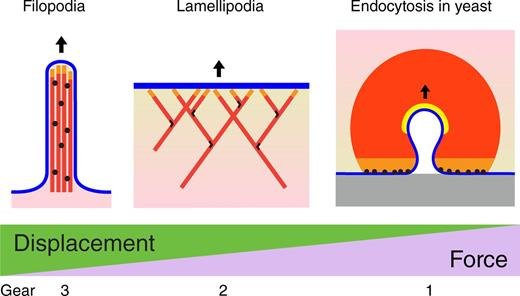 Filopodia Lamellipodia Endocytosis in yeast
Displacement
Force
Gear 3 2 1